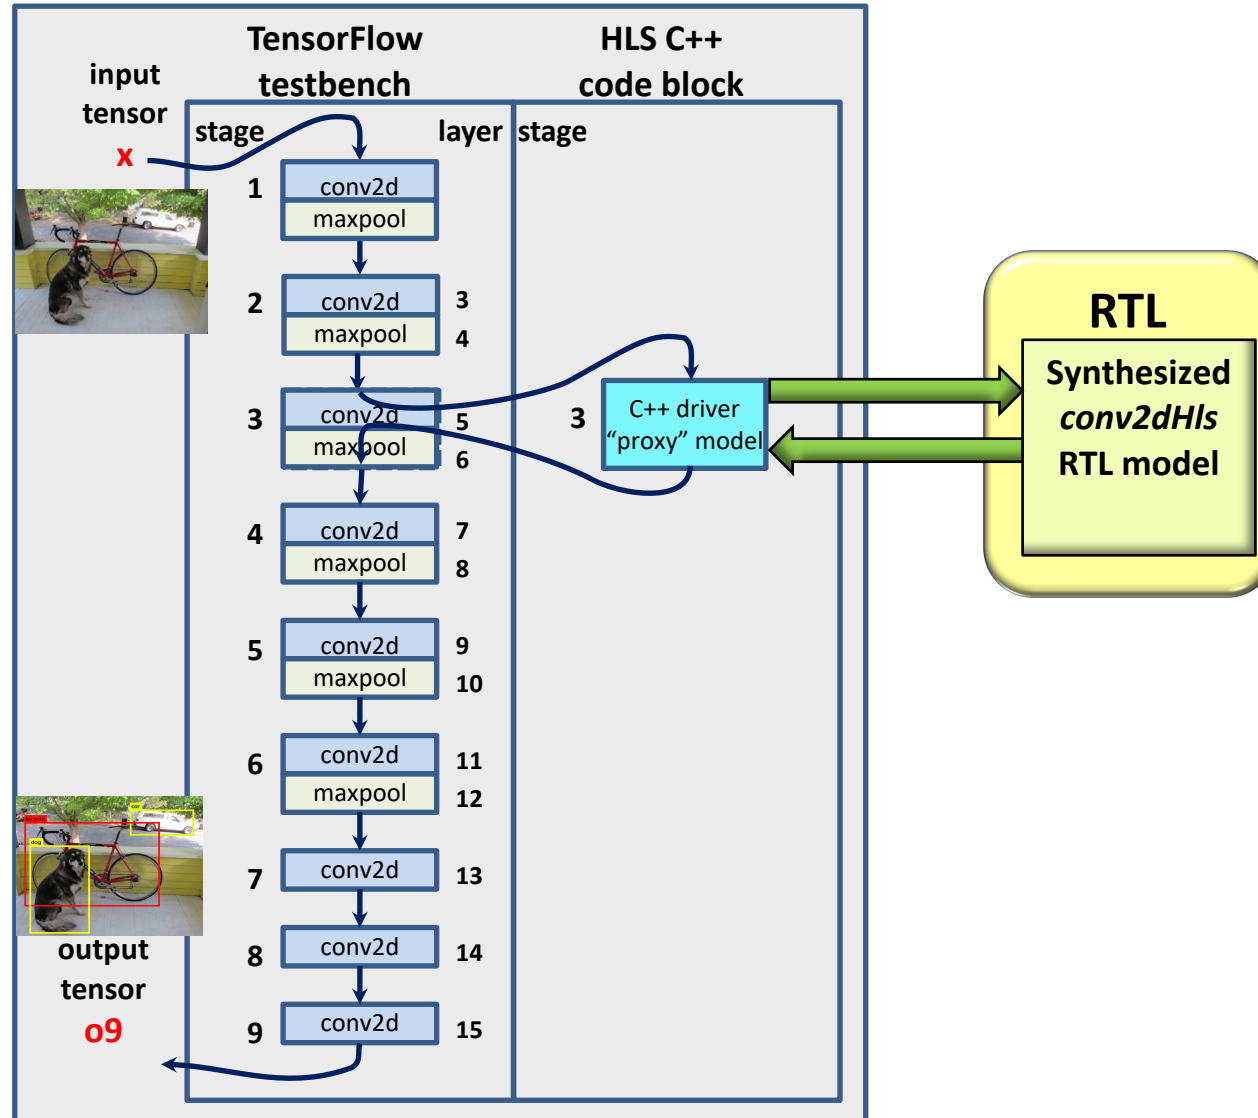 TensorFlow
testbench
HLS C++
code block
input
tensor
x
stage
layer
stage
1
conv2d
maxpool
2
conv2d
3
maxpool
4
3
conv2d
5
maxpool
6
3
C++ driver
“proxy” model
RTL
Synthesized
conv2dHls
RTL model
4
conv2d
7
maxpool
8
5
conv2d
9
maxpool
10
6
conv2d
11
maxpool
12
car
bicycle
dog
7
conv2d
13
output
tensor
o9
8
conv2d
14
9
conv2d
15